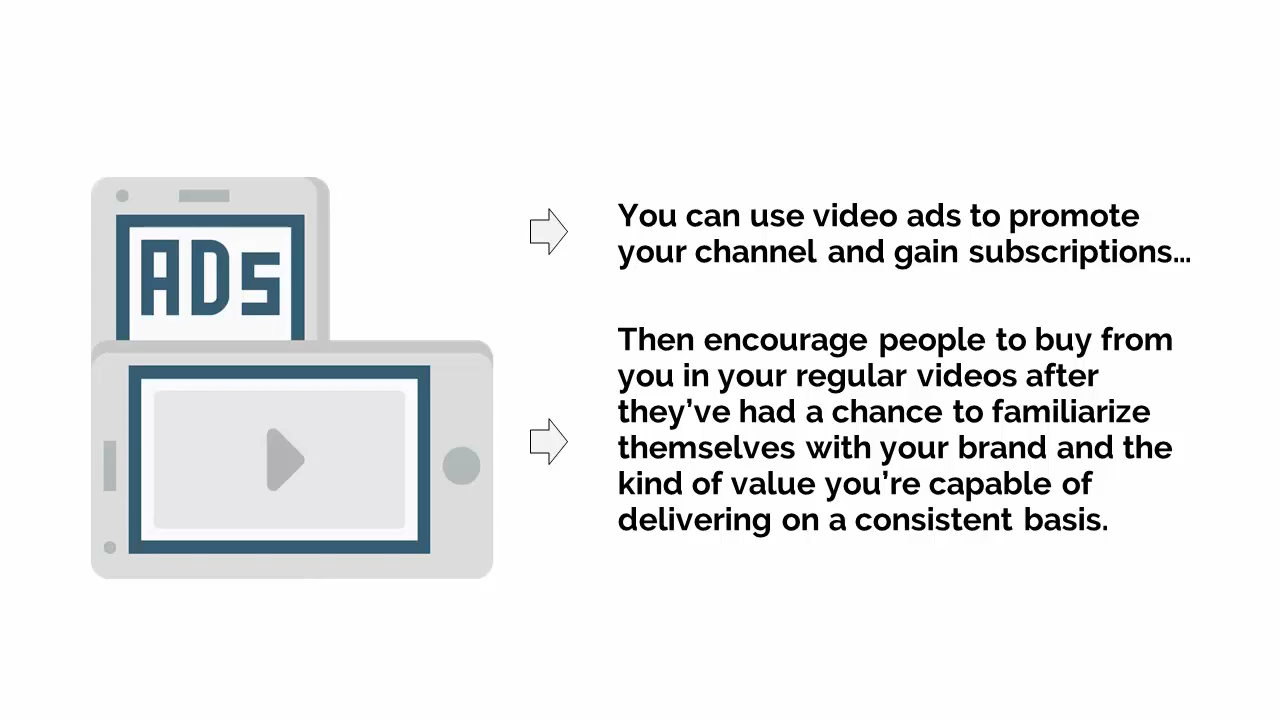 ADS
You can use video ads to promote
your channel and gain subscriptions...
Then encourage people to buy from
you in your regular videos after
they’ve had a chance to familiarize
themselves with your brand and the
kind of value you’re capable of
delivering on a consistent basis.